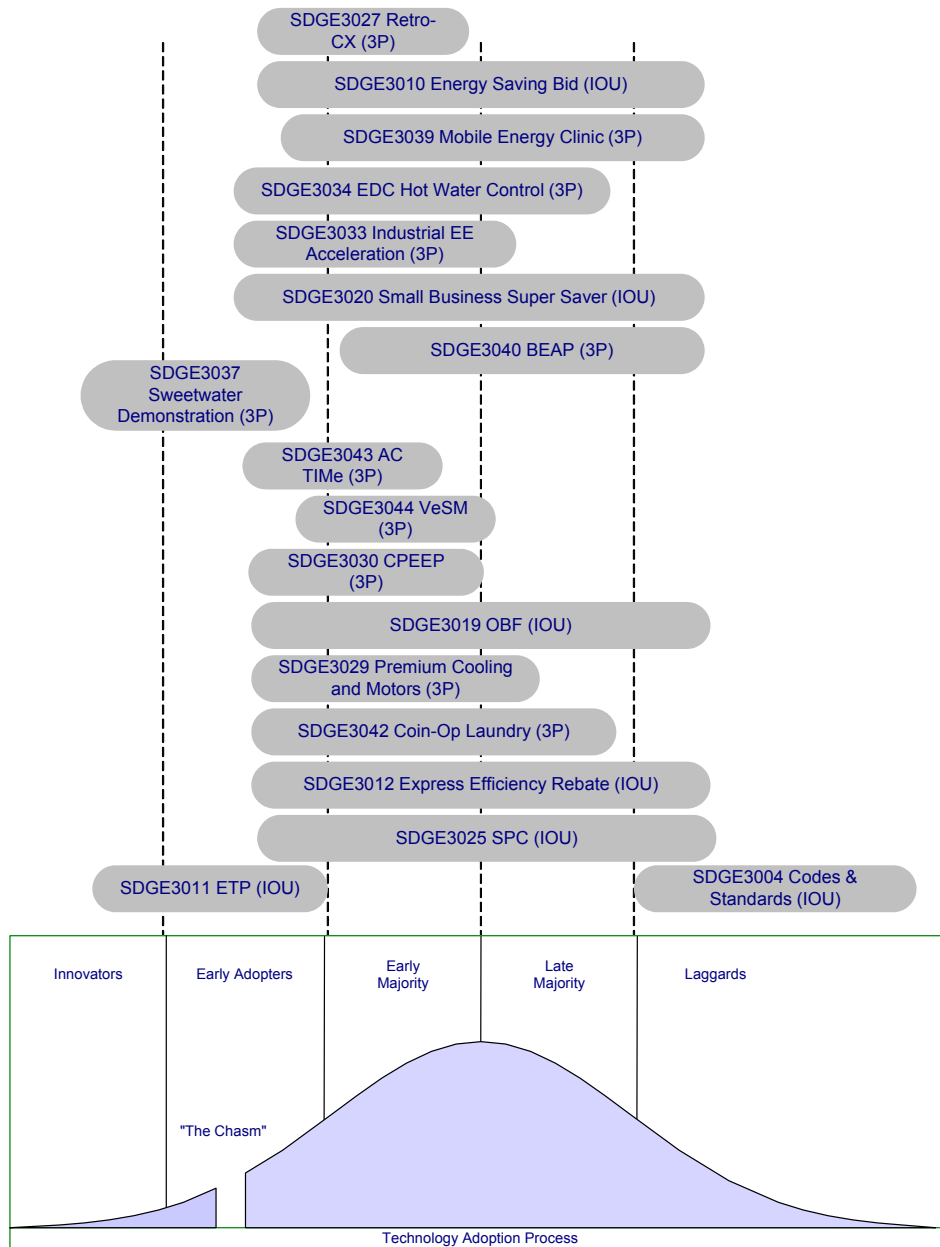 SDGE3027 Retro-
CX (3P)
SDGE3010 Energy Saving Bid (IOU)
SDGE3039 Mobile Energy Clinic (3P)
SDGE3034 EDC Hot Water Control (3P)
SDGE3033 Industrial EE
Acceleration (3P)
SDGE3020 Small Business Super Saver (IOU)
SDGE3040 BEAP (3P)
SDGE3037
Sweetwater
Demonstration (3P)
SDGE3043 AC
TIMe (3P)
SDGE3044 VeSM
(3P)
SDGE3030 CPEEP
(3P)
SDGE3019 OBF (IOU)
SDGE3029 Premium Cooling
and Motors (3P)
SDGE3042 Coin-Op Laundry (3P)
SDGE3012 Express Efficiency Rebate (IOU)
SDGE3025 SPC (IOU)
SDGE3011 ETP (IOU)
SDGE3004 Codes &
Standards (IOU)
Innovators
Early Adopters
Early
Majority
Late
Majority
Laggards
"The Chasm"
Technology Adoption Process